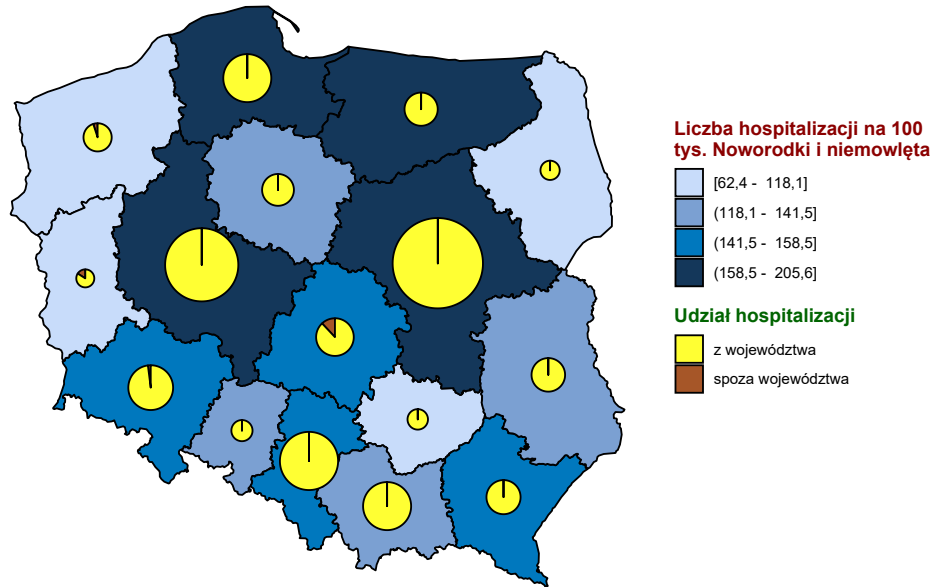 Liczba hospitalizacji na 100
tys. Noworodki i niemowlęta
[62,4 - 118,1]
(118,1 - 141,5]
(141,5 - 158,5]
(158,5 - 205,6]
Udział hospitalizacji
z województwa
spoza województwa